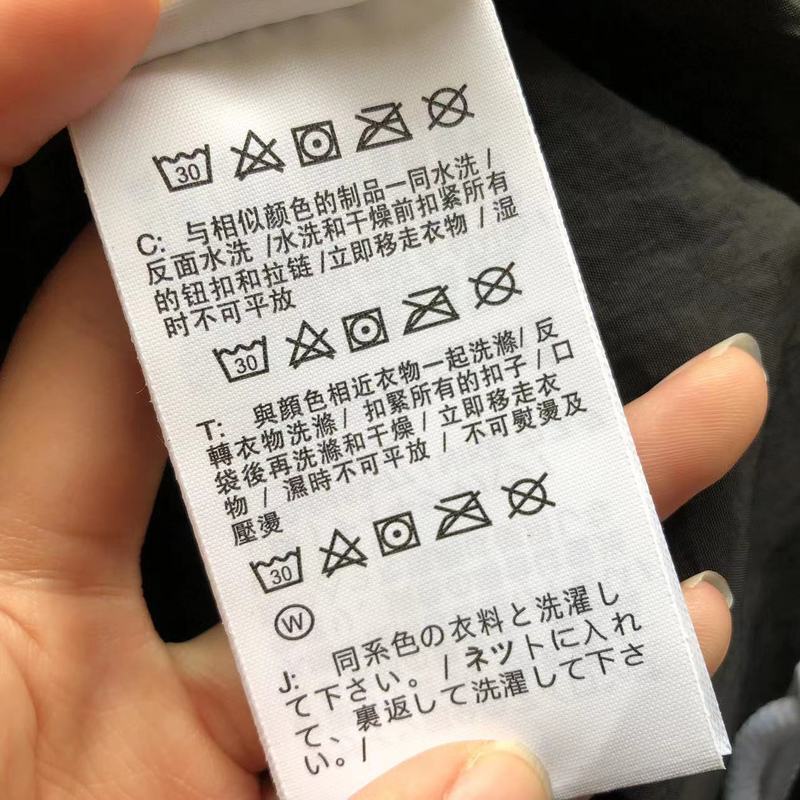 30
C: 与相似颜色的制品一同水洗 /
反面水洗 /水洗和干燥前扣紧所有
的钮扣和拉链 /立即移走衣物 / 湿
时不可平放
30
T: 與顏色相近衣物一起洗滌/ 反
轉衣物洗滌/ 扣緊所有的扣子 / 口
袋後再洗滌和干燥 / 立即移走衣
物 / 濕時不可平放 / 不可熨燙及
壓燙
30
W
J: 同系色の衣料と洗濯し
て下さい。/ ネットに入れ
て、裏返して洗濯して下さ
い。/